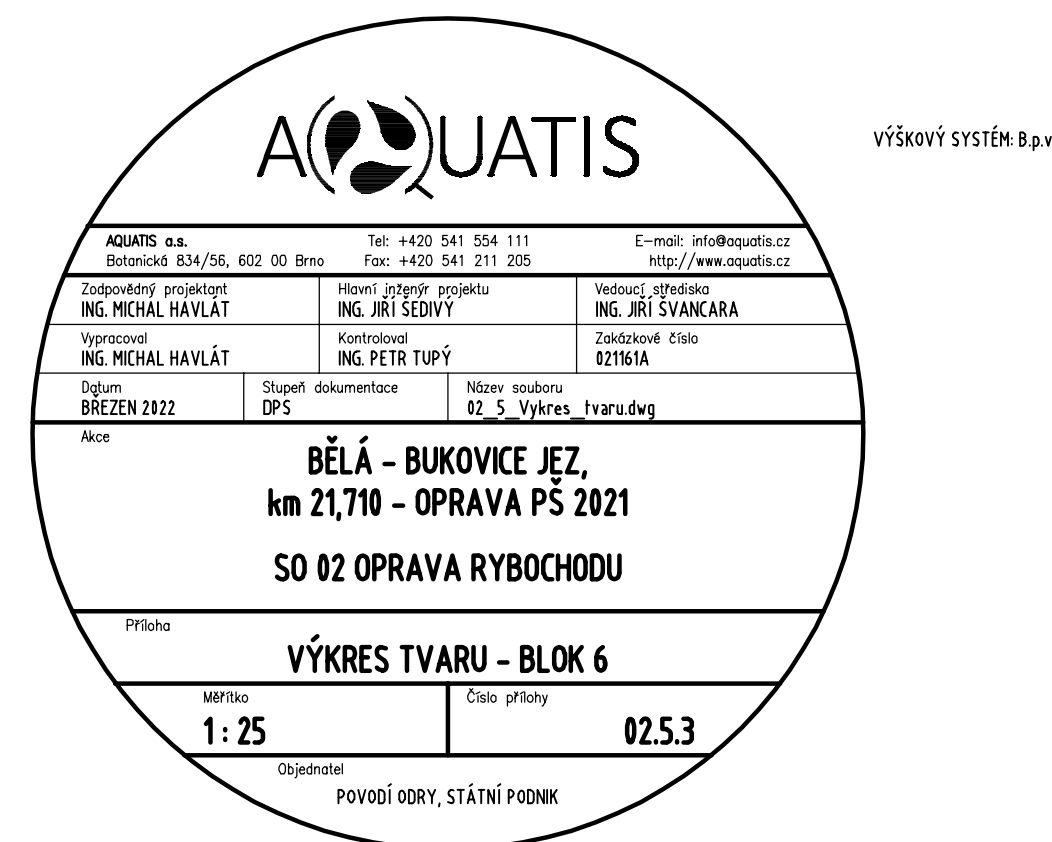 AQUATIS
VÝŠKOVÝ SYSTÉM: B.p.v
AQUATIS a.s. Tel: +420 541 554 111 E-mail: info@aquatis.cz
Botanická 834/56, 602 00 Brno Fax: +420 541 211 205 http://www.aquatis.cz
Zodpovědný projektant Hlavní inženýr projektu Vedoucí střediska
ING. MICHAL HAVLÁT ING. JIŘÍ ŠEDIVÝ ING. JIŘÍ ŠVANCARA
Vypracoval Kontroloval Zakázkové číslo
ING. MICHAL HAVLÁT ING. PETR TUPÝ 021161A
Datum Stupeň dokumentace Název souboru
BŘEZEN 2022 DPS 02_5_Vykres_tvaru.dwg
Akce
BĚLÁ - BUKOVICE JEZ,
km 21,710 - OPRAVA PŠ 2021
SO 02 OPRAVA RYBOCHODU
Příloha
VÝKRES TVARU - BLOK 6
Měřítko Číslo přílohy
1 : 25 02.5.3
Objednatel
POVODÍ ODRY, STÁTNÍ PODNIK